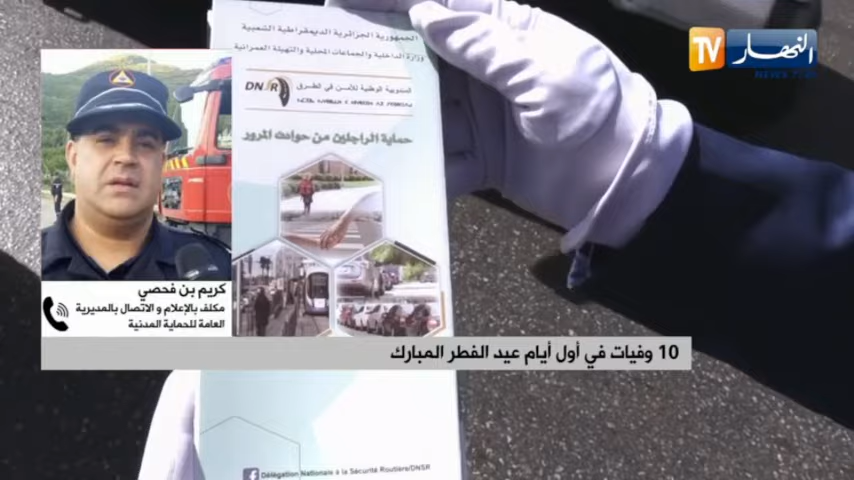 الجمهورية الجزائرية الديمقراطية الشعبية
وزارة الداخلية والجماعات المحلية والتهيئة العمرانية
المندوبية الوطنية للأمن في الطرق
DNSR
حماية الراجلين من حوادث المرور
النهار TV
كريم بن فحصي
مكلف بالإعلام و الاتصال بالمديرية
العامة للحماية المدنية
10 وفيات في أول أيام عيد الفطر المبارك
Délégation Nationale à la Sécurité Routière/DNSR